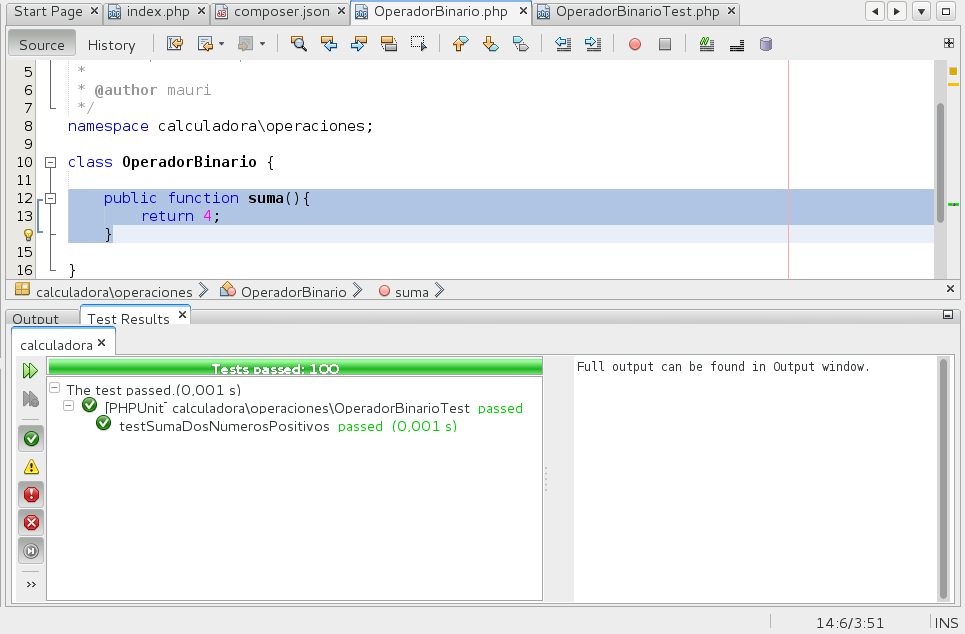 Start Page index.php composer.json OperadorBinario.php OperadorBinarioTest.php
Source History
5 *
6 * @author mauri
7 */
8 namespace calculadora\operaciones;
9
10 class OperadorBinario {
11
12 public function suma(){
13 return 4;
}
15
16 }
calculadora\operaciones OperadorBinario suma
Output Test Results
calculadora
Tests passed: 100
The test passed.(0,001 s)
[PHPUnit] calculadora\operaciones\OperadorBinarioTest passed
testSumaDosNumerosPositivos passed (0,001 s)
Full output can be found in Output window.
14:6/3:51 INS